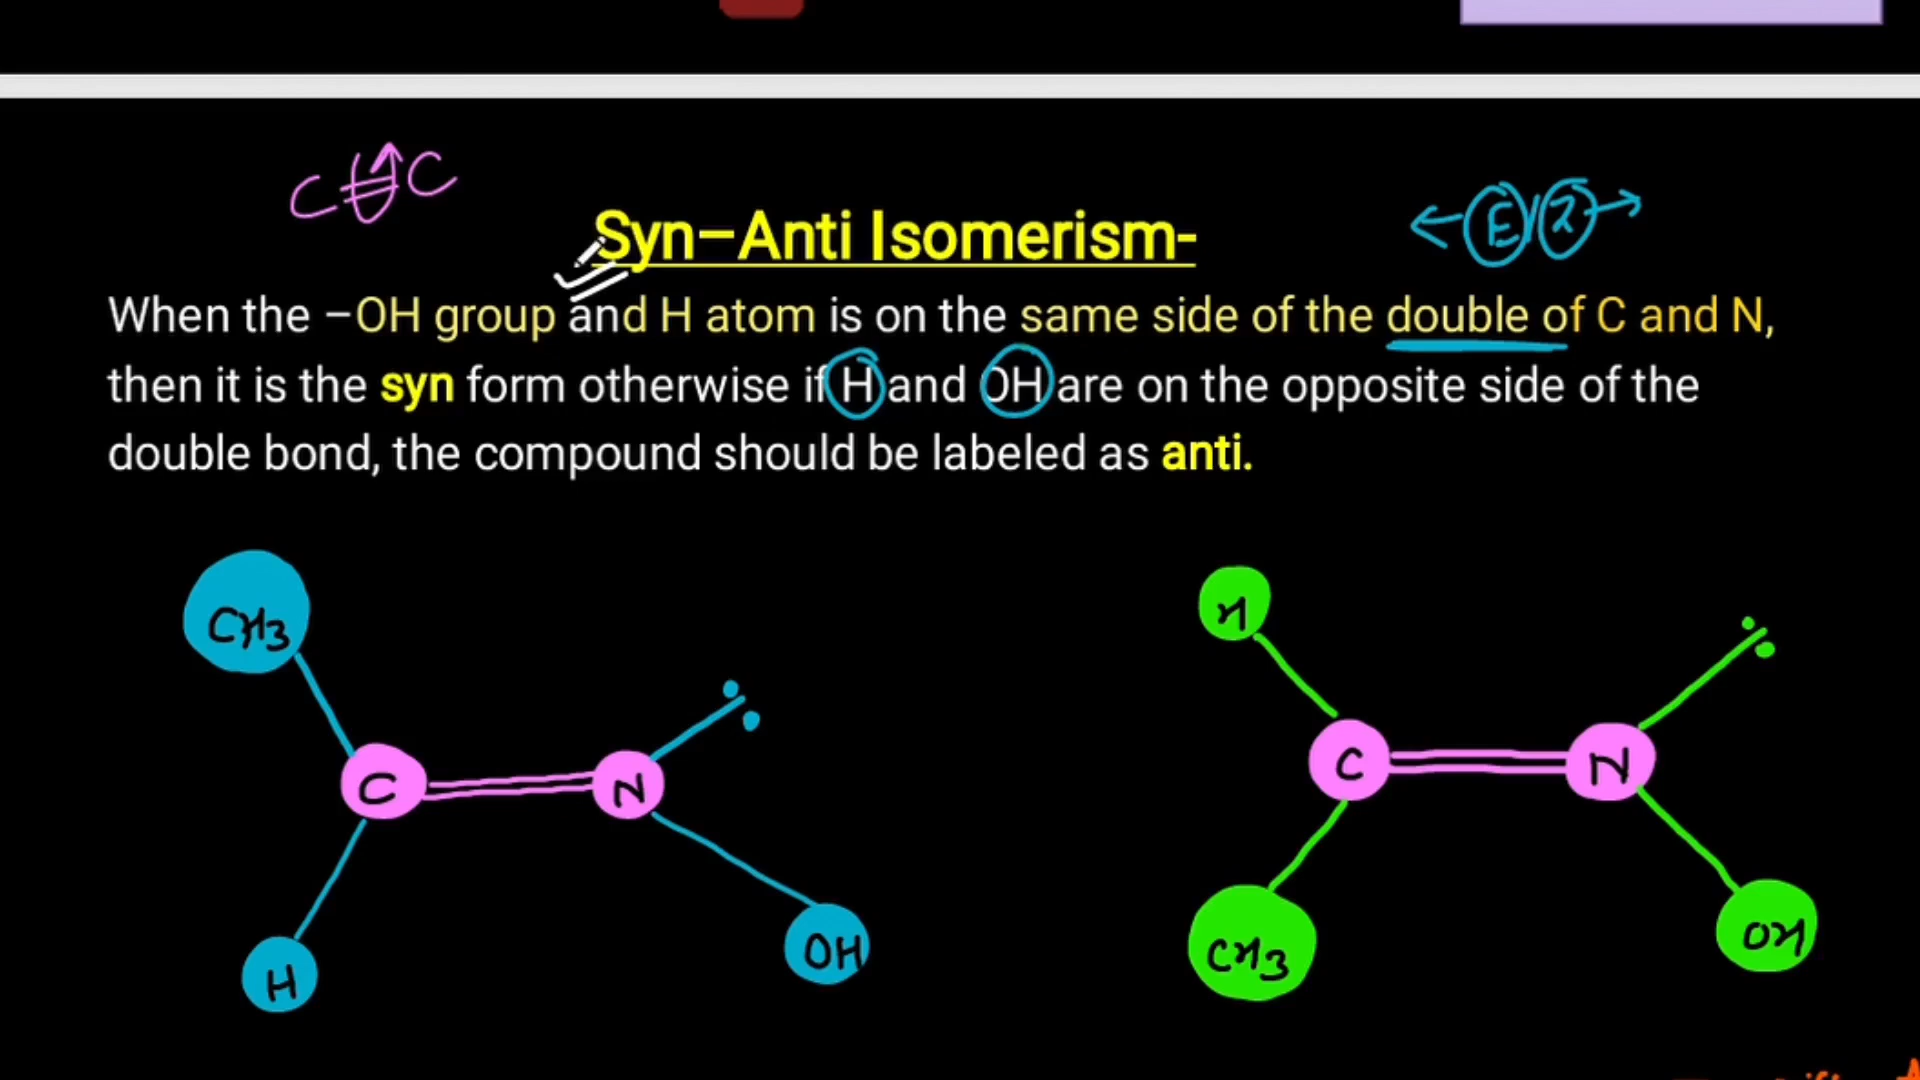 C=C
E/Z
Syn–Anti Isomerism-
When the –OH group and H atom is on the same side of the double of C and N,
then it is the syn form otherwise if H and OH are on the opposite side of the
double bond, the compound should be labeled as anti.
CH3
H
C
N
C
N
H
OH
CH3
OH